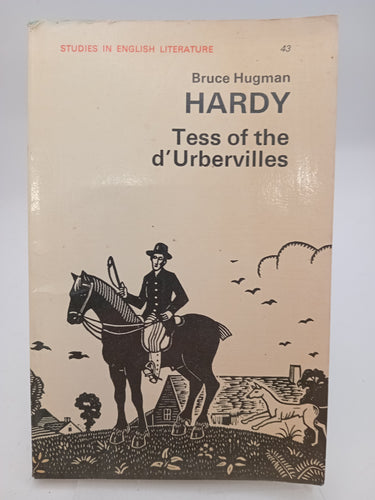 STUDIES IN ENGLISH LITERATURE 43
Bruce Hugman
HARDY
Tess of the
d'Urbervilles